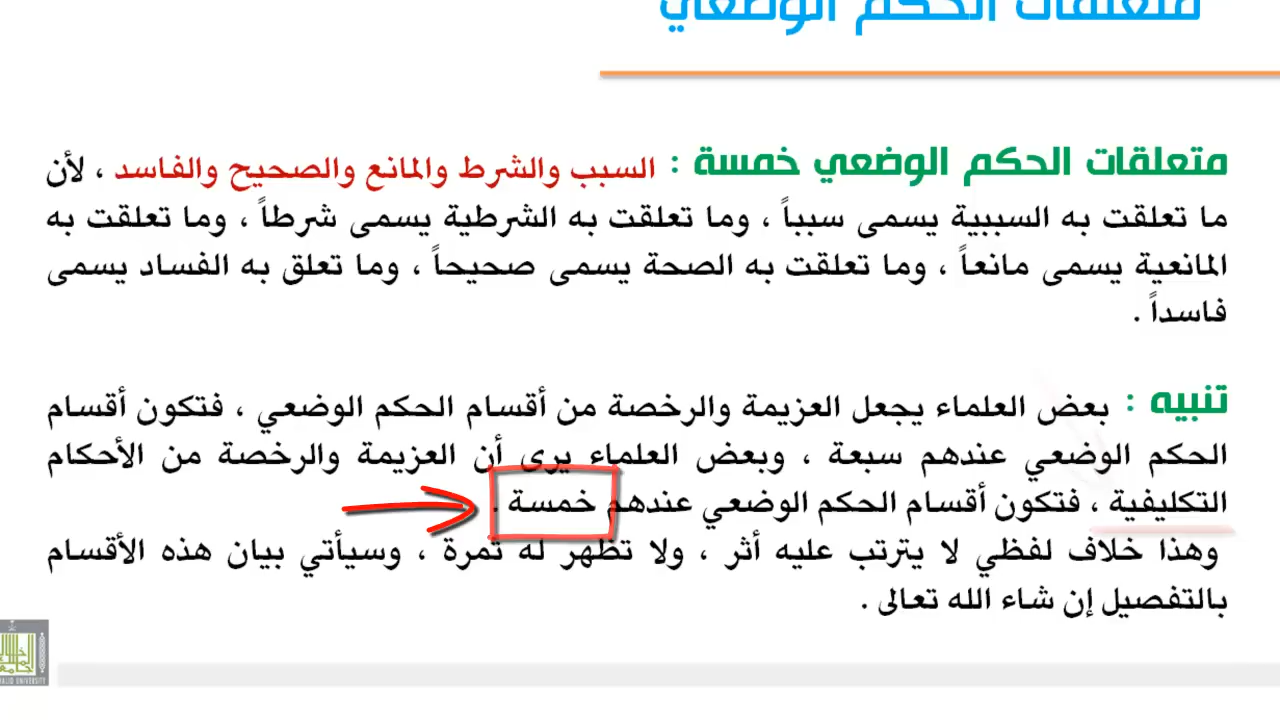 متعلقات الحكم الوضعي
متعلقات الحكم الوضعي خمسة : السبب والشرط والمانع والصحيح والفاسد ، لأن
ما تعلقت به السببية يسمى سبباً ، وما تعلقت به الشرطية يسمى شرطاً ، وما تعلقت به
المانعية يسمى مانعاً ، وما تعلقت به الصحة يسمى صحيحاً ، وما تعلق به الفساد يسمى
فاسداً .
تنبيه : بعض العلماء يجعل العزيمة والرخصة من أقسام الحكم الوضعي ، فتكون أقسام
الحكم الوضعي عندهم سبعة ، وبعض العلماء يرى أن العزيمة والرخصة من الأحكام
التكليفية ، فتكون أقسام الحكم الوضعي عندهم خمسة .
وهذا خلاف لفظي لا يترتب عليه أثر ، ولا تظهر له ثمرة ، وسيأتي بيان هذه الأقسام
بالتفصيل إن شاء الله تعالى .